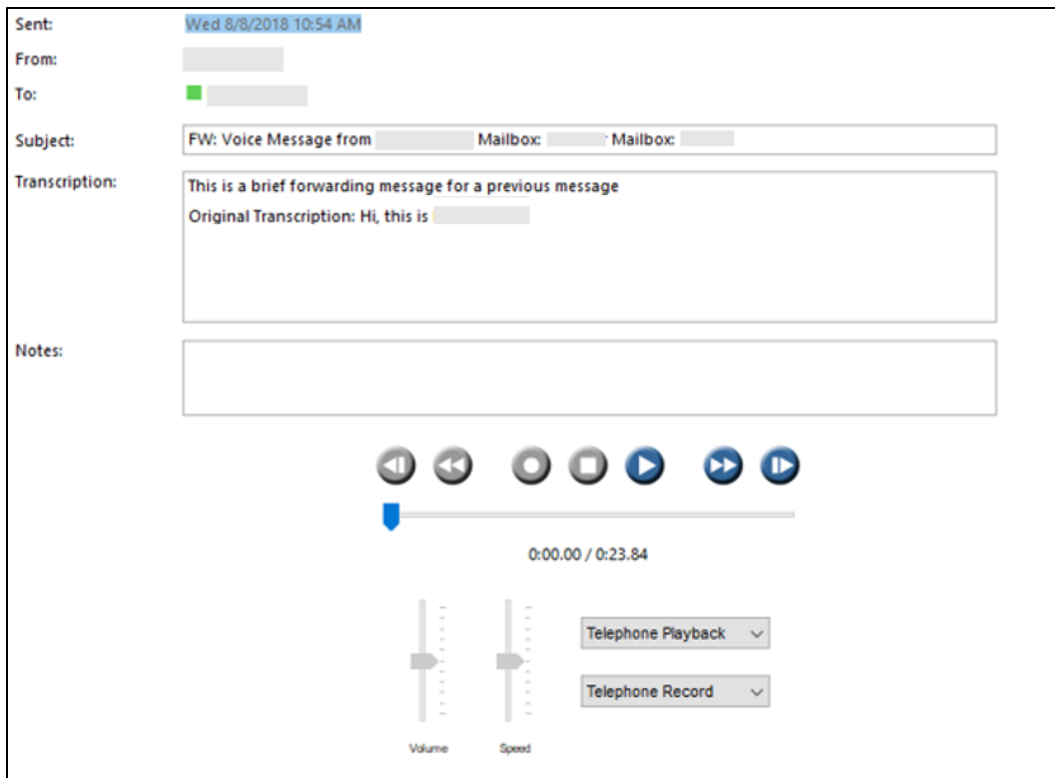 Sent: Wed 8/8/2018 10:54 AM
From:
To:
Subject: FW: Voice Message from Mailbox: Mailbox:
Transcription: This is a brief forwarding message for a previous message
Original Transcription: Hi, this is
Notes:
0:00.00 / 0:23.84
Telephone Playback
Telephone Record
Volume Speed